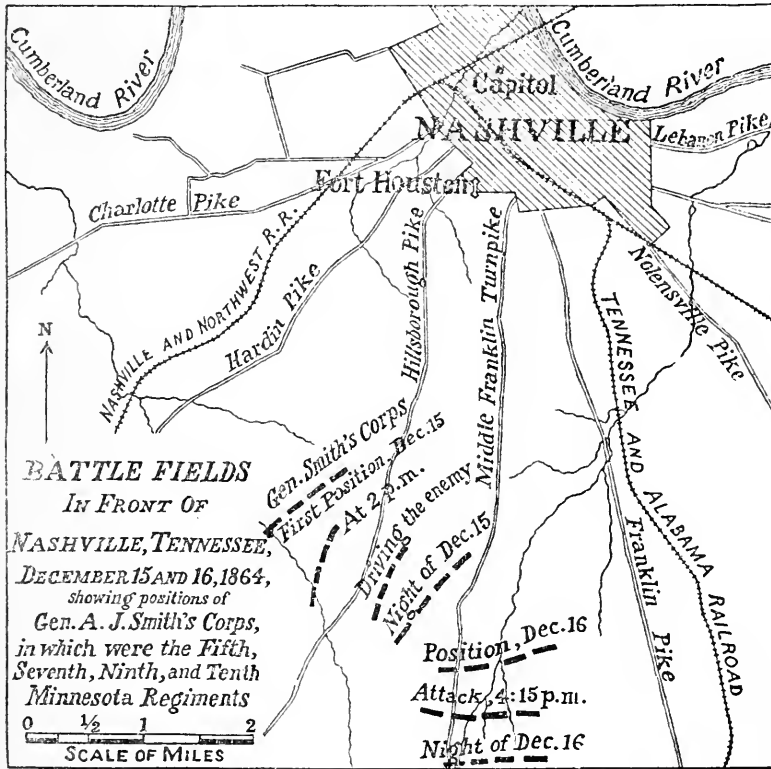 Cumberland River
Capitol
Cumberland River
NASHVILLE
Lebanon Pike
Fort Housten
Charlotte Pike
NASHVILLE AND NORTHWEST R.R.
Hardin Pike
Hillsborough Pike
Middle Franklin Turnpike
Nolensville Pike
TENNESSEE AND ALABAMA RAILROAD
Franklin Pike
N
Gen. Smith's Corps
First Position, Dec. 15
At 2 p.m.
Driving the enemy
Night of Dec. 15
Position, Dec. 16
Attack, 4:15 p.m.
Night of Dec. 16
BATTLE FIELDS
IN FRONT OF
NASHVILLE, TENNESSEE,
DECEMBER 15 AND 16, 1864,
showing positions of
Gen. A. J. Smith's Corps,
in which were the Fifth,
Seventh, Ninth, and Tenth
Minnesota Regiments
0 ½ 1 2
SCALE OF MILES